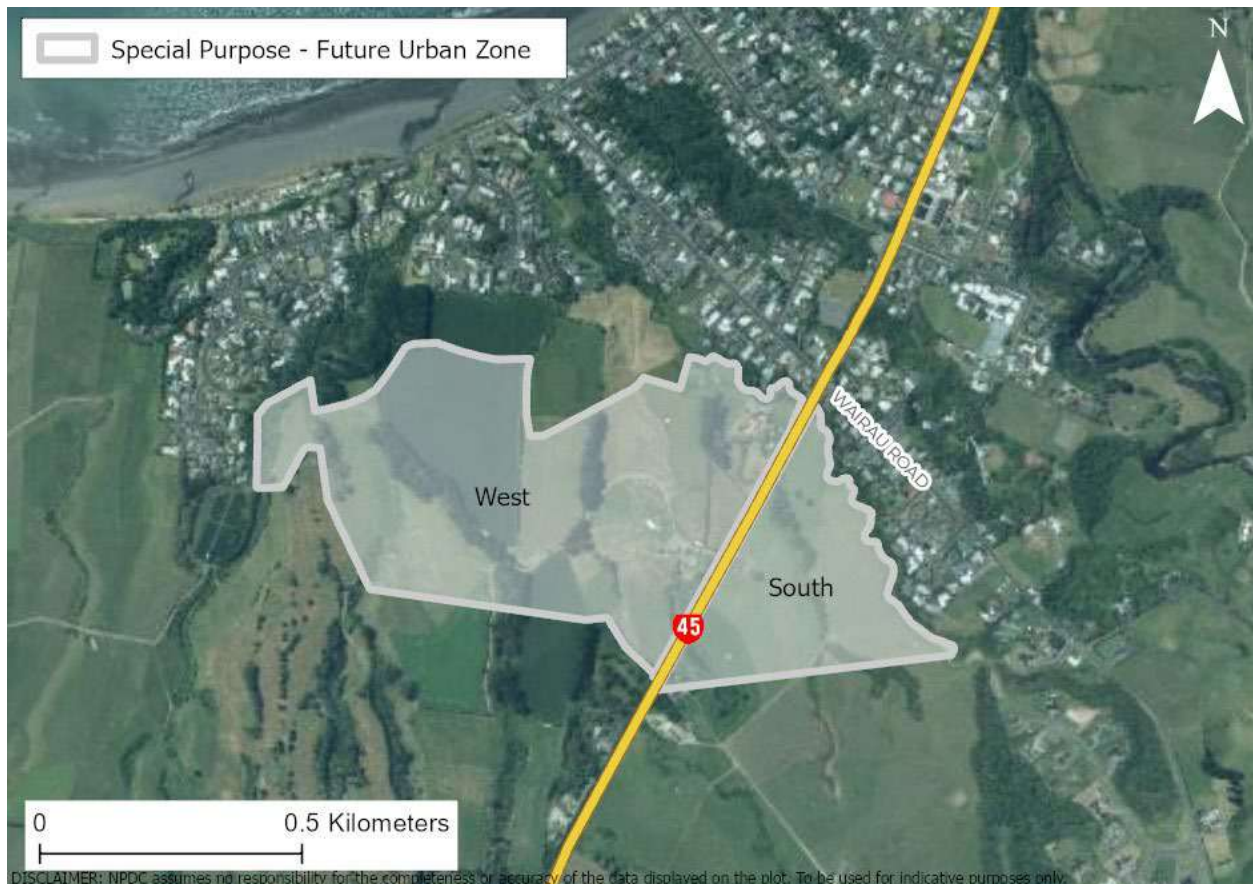 Special Purpose - Future Urban Zone
N
WAIRAU ROAD
West
South
45
0 0.5 Kilometers
DISCLAIMER: NPDC assumes no responsibility for the completeness or accuracy of the data displayed on the plot. To be used for indicative purposes only.